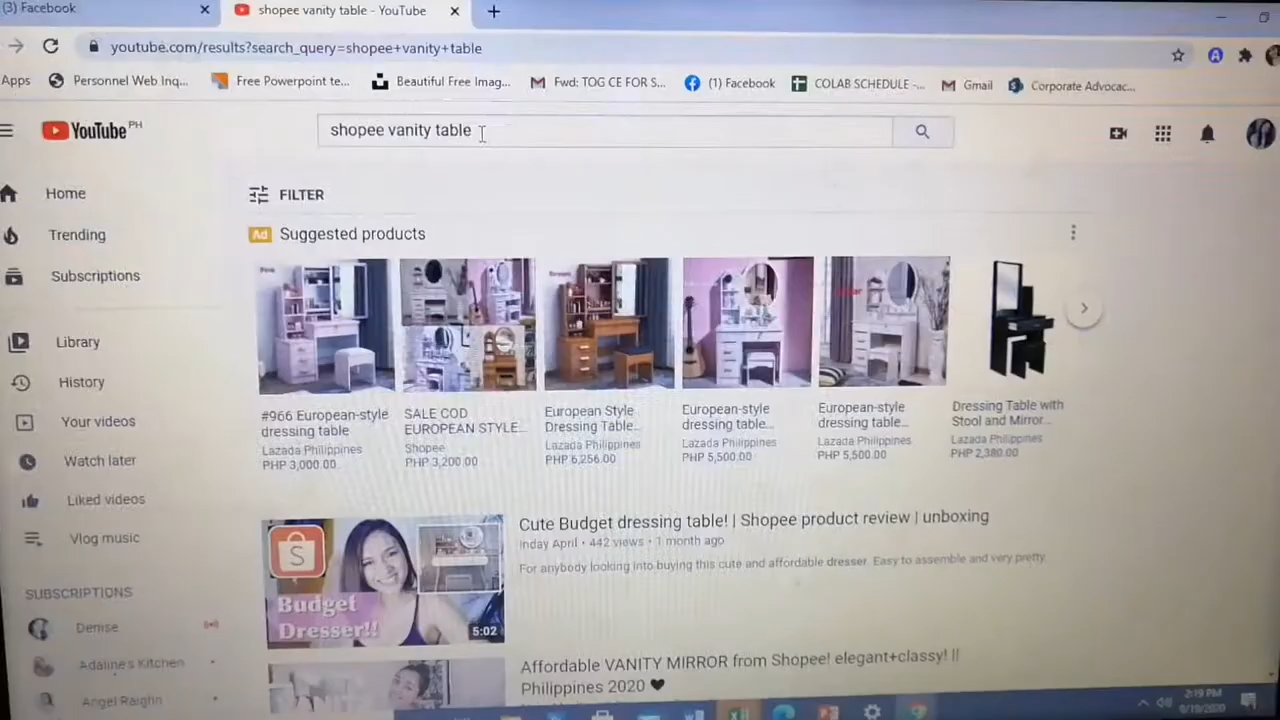 (3) Facebook
shopee vanity table - YouTube
youtube.com/results?search_query=shopee+vanity+table
Apps
Personnel Web Inq...
Free Powerpoint te...
Beautiful Free Imag...
Fwd: TOG CE FOR S...
(1) Facebook
COLAB SCHEDULE -...
Gmail
Corporate Advocac...
YouTube PH
shopee vanity table
Home
Trending
Subscriptions
Library
History
Your videos
Watch later
Liked videos
Vlog music
SUBSCRIPTIONS
Denise
Adaline's Kitchen
Angel Raighn
FILTER
Ad Suggested products
#966 European-style
dressing table
Lazada Philippines
PHP 3,000.00
SALE COD
EUROPEAN STYLE...
Shopee
PHP 3,200.00
European Style
Dressing Table...
Lazada Philippines
PHP 6,256.00
European-style
dressing table...
Lazada Philippines
PHP 5,500.00
European-style
dressing table...
Lazada Philippines
PHP 5,500.00
Dressing Table with
Stool and Mirror...
Lazada Philippines
PHP 2,380.00
S
Budget
Dresser!!
5:02
Cute Budget dressing table! | Shopee product review | unboxing
Inday April • 442 views • 1 month ago
For anybody looking into buying this cute and affordable dresser. Easy to assemble and very pretty.
Affordable VANITY MIRROR from Shopee! elegant+classy! ll
Philippines 2020 ♥
2:19 PM